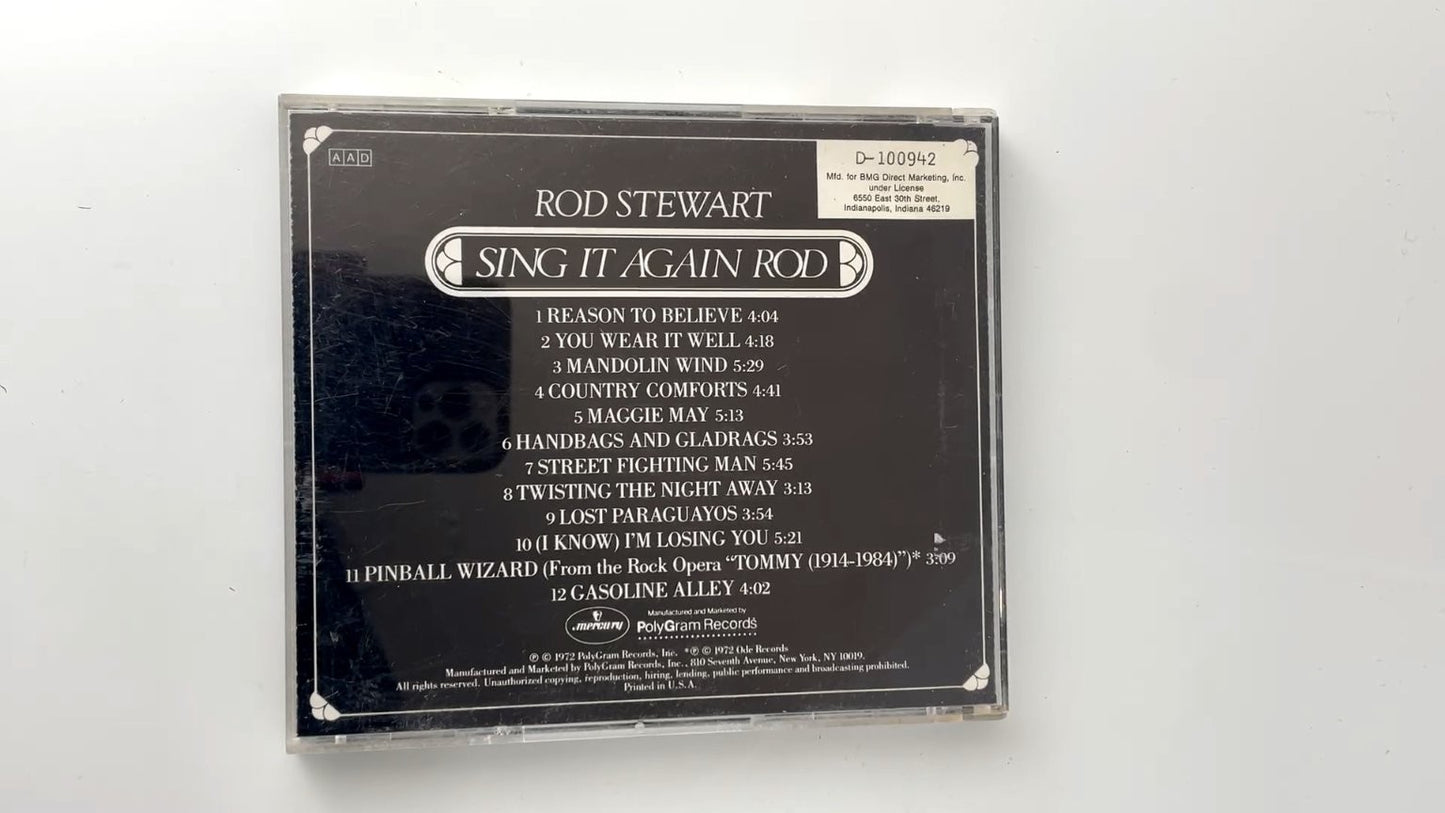 AAD
D-100942
Mfd. for BMG Direct Marketing, Inc.
under License
6550 East 30th Street,
Indianapolis, Indiana 46219
ROD STEWART
SING IT AGAIN ROD
1 REASON TO BELIEVE 4:04
2 YOU WEAR IT WELL 4:18
3 MANDOLIN WIND 5:29
4 COUNTRY COMFORTS 4:41
5 MAGGIE MAY 5:13
6 HANDBAGS AND GLADRAGS 3:53
7 STREET FIGHTING MAN 5:45
8 TWISTING THE NIGHT AWAY 3:13
9 LOST PARAGUAYOS 3:54
10 (I KNOW) I'M LOSING YOU 5:21
11 PINBALL WIZARD (From the Rock Opera “TOMMY (1914-1984)”)* 3:09
12 GASOLINE ALLEY 4:02
mercury
Manufactured and Marketed by
PolyGram Records
℗ © 1972 PolyGram Records, Inc. *℗ © 1972 Ode Records
Manufactured and Marketed by PolyGram Records, Inc., 810 Seventh Avenue, New York, NY 10019.
All rights reserved. Unauthorized copying, reproduction, hiring, lending, public performance and broadcasting prohibited.
Printed in U.S.A.